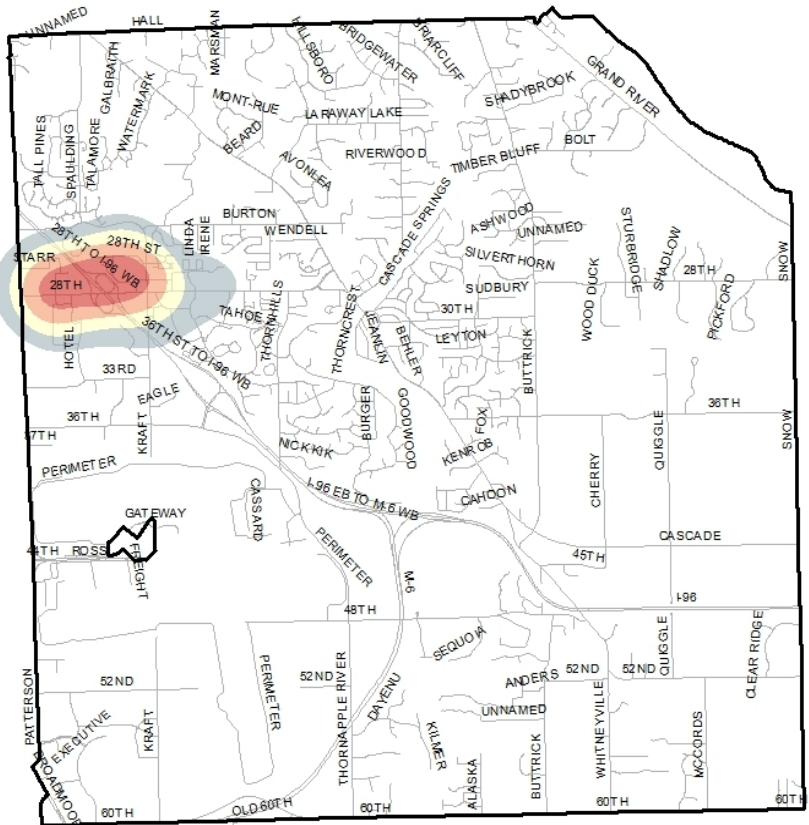 UNNAMED
HALL
MARSMAN
HILLSBORO
BRIDGEWATER
BRIARCLIFF
GRAND RIVER
GALBRAITH
WATERMARK
MONT-RUE
LARAWAY LAKE
SHADYBROOK
TALL PINES
SPAULDING
TALAMORE
BEARD
AVONLEA
RIVERWOOD
TIMBER BLUFF
BOLT
BURTON
WENDELL
LINDA
IRENE
CASCADE SPRINGS
ASHWOOD
UNNAMED
STURBRIDGE
SHADLOW
SNOW
28TH TO I-96 WB
28TH ST
STARR
28TH
SILVERTHORN
SUDBURY
28TH
WOOD DUCK
PICKFORD
30TH
TAHOE
THORNHILLS
THORNCREST
JEANLIN
BEHLER
LEYTON
BUTTRICK
HOTEL
36TH ST TO I-96 WB
33RD
EAGLE
36TH
37TH
KRAFT
BURGER
GOODWOOD
FOX
36TH
QUIGGLE
SNOW
NICKKIK
KENROB
PERIMETER
CASSARD
I-96 EB TO M-6 WB
CAHOON
CHERRY
GATEWAY
44TH
ROSS
FREIGHT
PERIMETER
M-6
CASCADE
45TH
I-96
48TH
SEQUOIA
QUIGGLE
CLEAR RIDGE
PATTERSON
52ND
PERIMETER
52ND
THORNAPPLE RIVER
DAYENU
ANDERS
52ND
52ND
UNNAMED
EXECUTIVE
KRAFT
KILMER
ALASKA
BUTTRICK
WHITNEYVILLE
MCCORDS
BROADMOOR
60TH
OLD 60TH
60TH
60TH
60TH